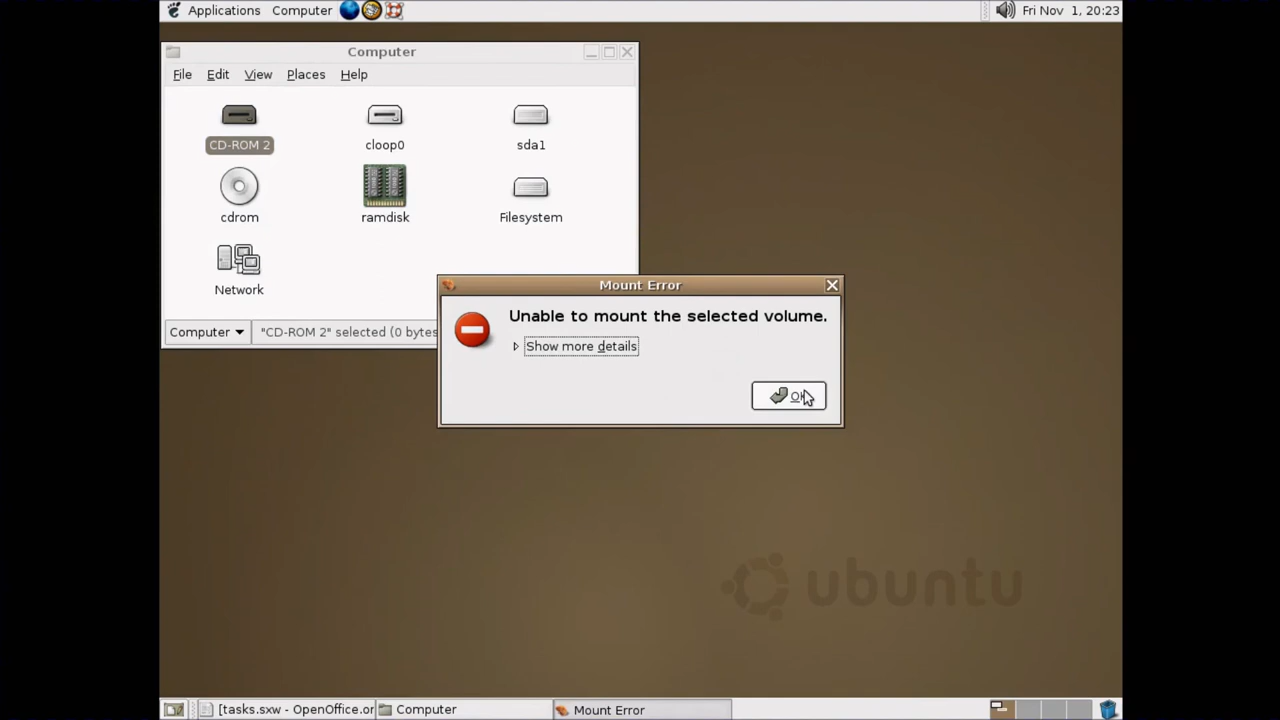 Applications Computer
Fri Nov 1, 20:23
Computer
File Edit View Places Help
CD-ROM 2 cloop0 sda1
cdrom ramdisk Filesystem
Network
Computer "CD-ROM 2" selected (0 bytes
Mount Error
Unable to mount the selected volume.
Show more details
ubuntu
[tasks.sxw - OpenOffice.or Computer Mount Error